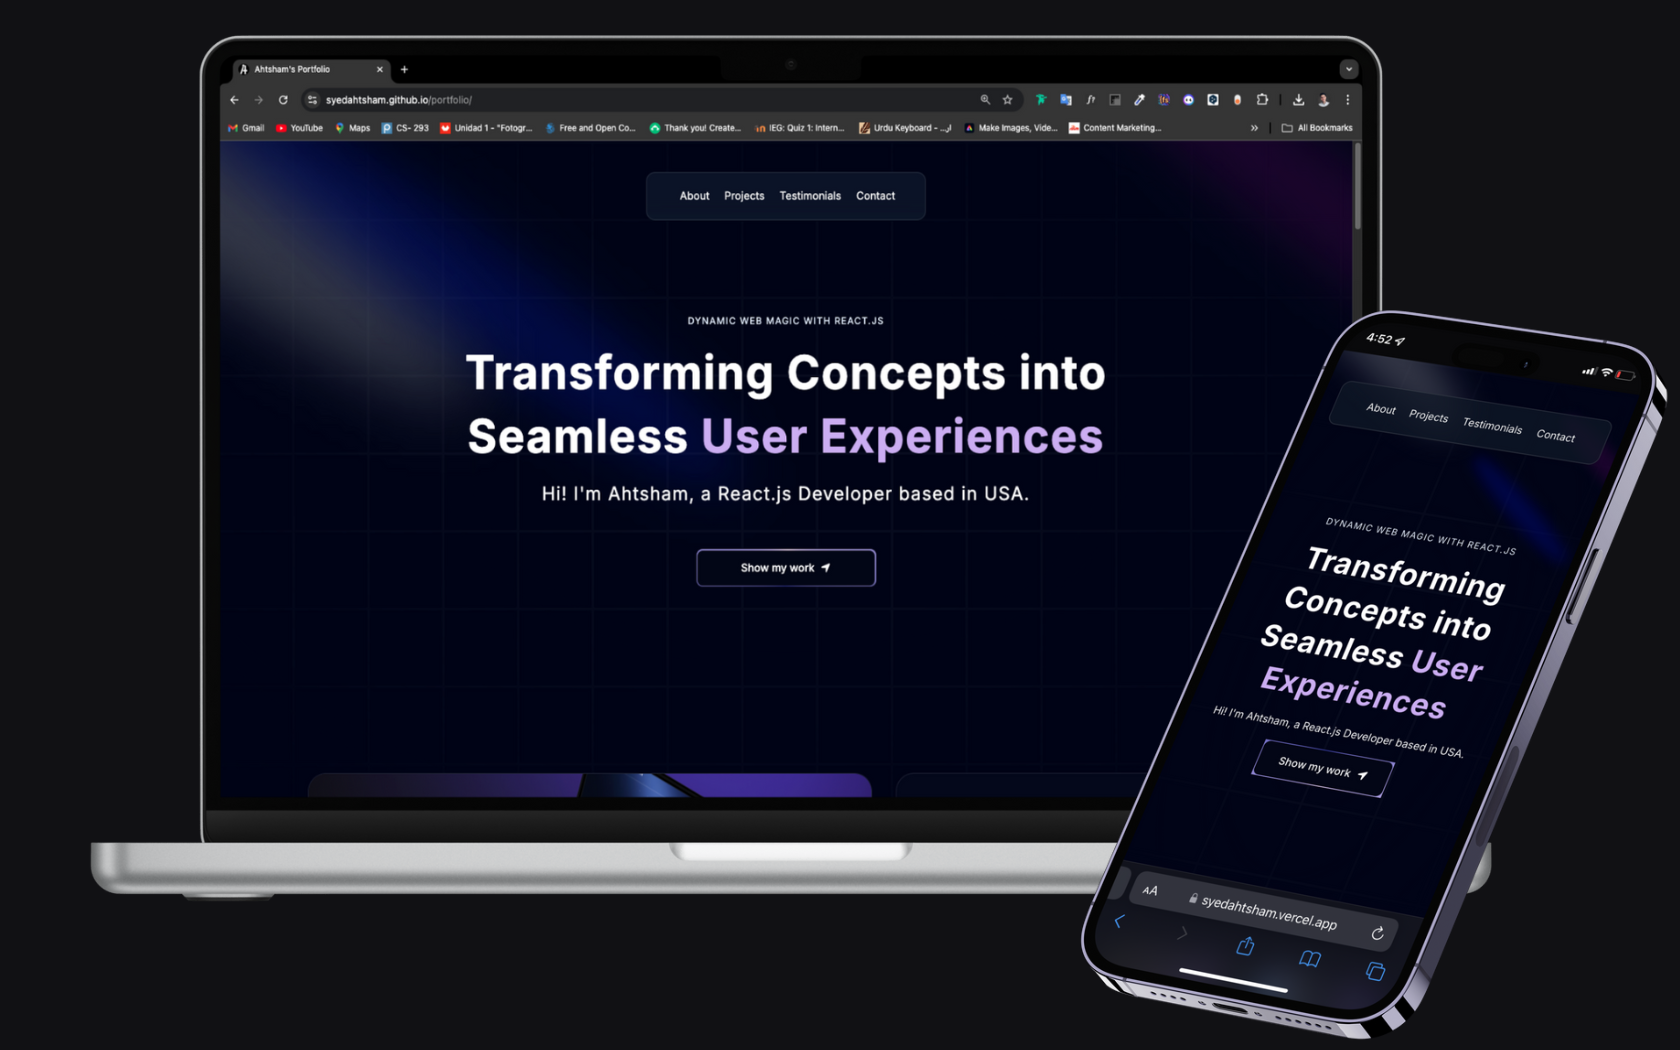 Ahtsham's Portfolio
syedahtsham.github.io/portfolio/
Gmail YouTube Maps CS- 293 Unidad 1 - "Fotogr... Free and Open Co... Thank you! Create... IEG: Quiz 1: Intern... Urdu Keyboard - ...ا Make Images, Vide... Content Marketing... » All Bookmarks
About Projects Testimonials Contact
DYNAMIC WEB MAGIC WITH REACT.JS
Transforming Concepts into
Seamless User Experiences
Hi! I'm Ahtsham, a React.js Developer based in USA.
Show my work
4:52
About Projects Testimonials Contact
DYNAMIC WEB MAGIC WITH REACT.JS
Transforming
Concepts into
Seamless User
Experiences
Hi! I'm Ahtsham, a React.js Developer based in USA.
Show my work
AA syedahtsham.vercel.app